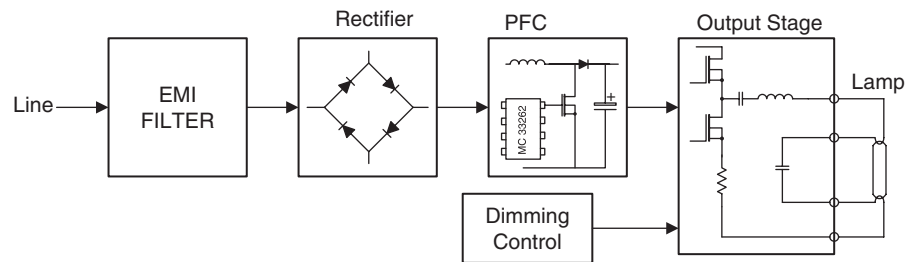 Rectifier
PFC
Output Stage
Line
EMI
FILTER
MC 33262
+
Lamp
Dimming
Control